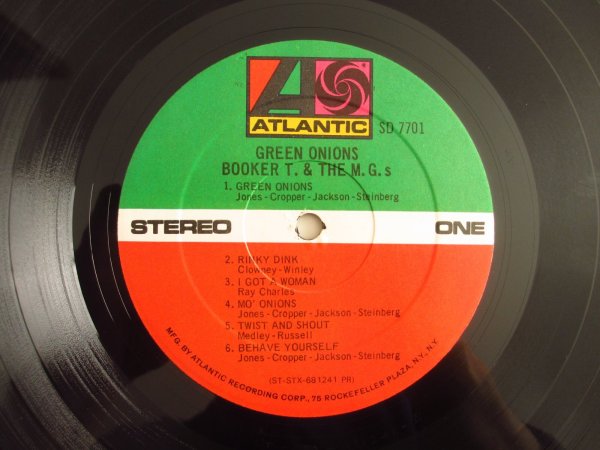 ATLANTIC
SD 7701
GREEN ONIONS
BOOKER T. & THE M.G.s
1. GREEN ONIONS
Jones-Cropper-Jackson-Steinberg
STEREO
ONE
2. RINKY DINK
Clowney-Winley
3. I GOT A WOMAN
Ray Charles
4. MO' ONIONS
Jones-Cropper-Jackson-Steinberg
5. TWIST AND SHOUT
Medley-Russell
6. BEHAVE YOURSELF
Jones-Cropper-Jackson-Steinberg
(ST-STX-681241 PR)
MFG. BY ATLANTIC RECORDING CORP., 75 ROCKEFELLER PLAZA, N.Y., N.Y.